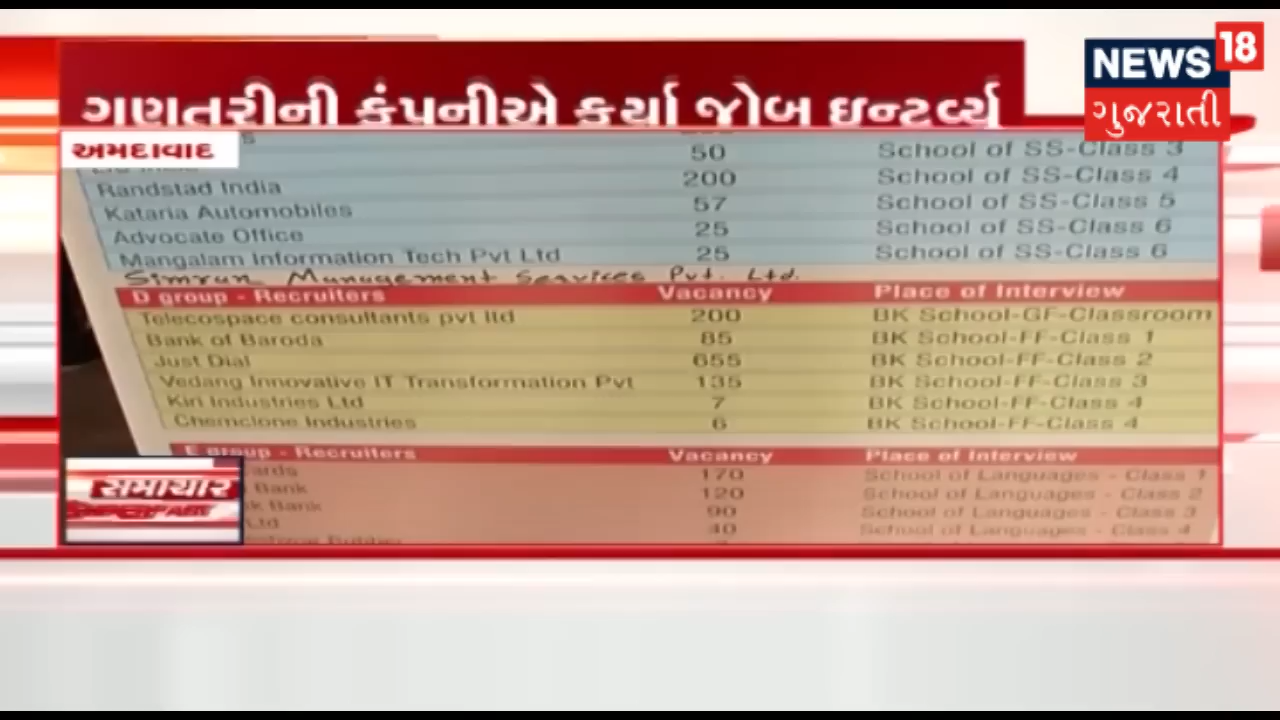 ગણતરીની કંપનીએ કર્યા જોબ ઇન્ટર્વ્યૂ
NEWS 18
ગુજરાતી
અમદાવાદ
50 School of SS-Class 3
Randstad India 200 School of SS-Class 4
Kataria Automobiles 57 School of SS-Class 5
Advocate Office 25 School of SS-Class 6
Mangalam Information Tech Pvt Ltd 25 School of SS-Class 6
Simran Management Services Pvt. Ltd.
D group - Recruiters Vacancy Place of Interview
Telecospace consultants pvt ltd 200 BK School-GF-Classroom
Bank of Baroda 85 BK School-FF-Class 1
Just Dial 655 BK School-FF-Class 2
Vedang Innovative IT Transformation Pvt 135 BK School-FF-Class 3
Kiri Industries Ltd 7 BK School-FF-Class 4
Chemclone Industries 6 BK School-FF-Class 4
E group - Recruiters Vacancy Place of Interview
170 School of Languages - Class 1
Bank 120 School of Languages - Class 2
Bank 90 School of Languages - Class 3
Ltd 40 School of Languages - Class 4
સમાચાર